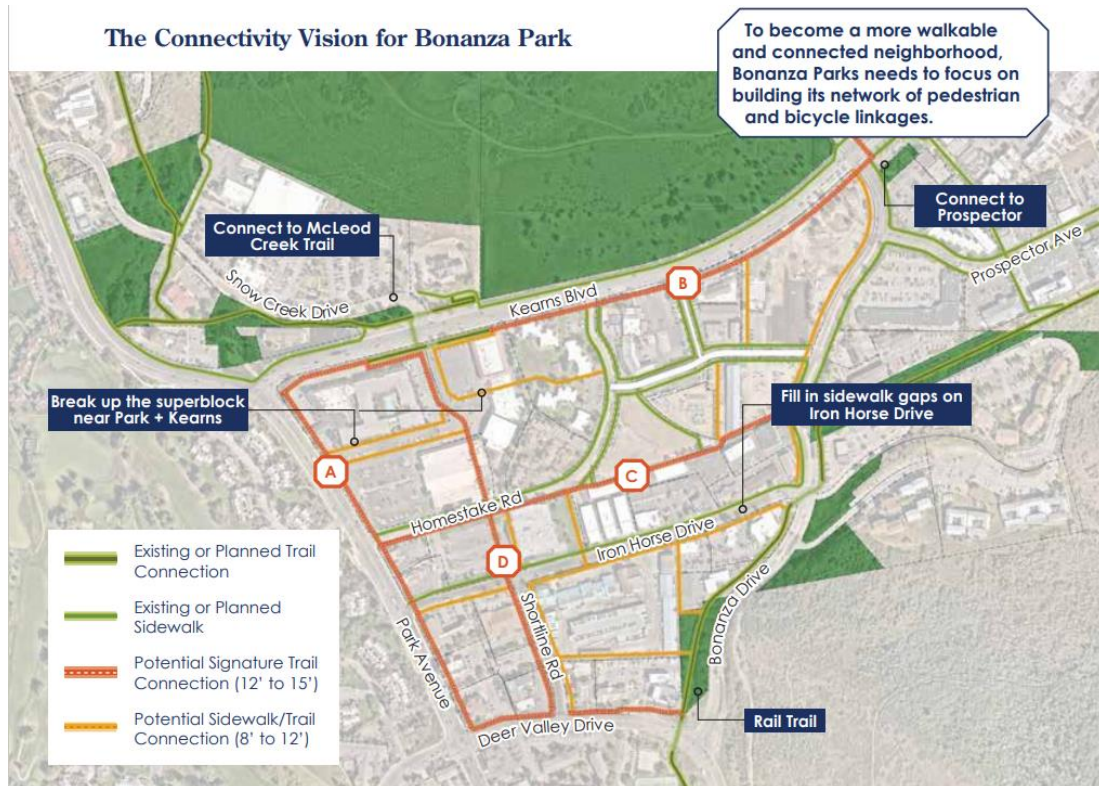 The Connectivity Vision for Bonanza Park
To become a more walkable
and connected neighborhood,
Bonanza Parks needs to focus on
building its network of pedestrian
and bicycle linkages.
Connect to
Prospector
Connect to McLeod
Creek Trail
Prospector Ave
Snow Creek Drive
Kearns Blvd
B
Break up the superblock
near Park + Kearns
Fill in sidewalk gaps on
Iron Horse Drive
A
C
Homestake Rd
Iron Horse Drive
D
Existing or Planned Trail
Connection
Existing or Planned
Sidewalk
Potential Signature Trail
Connection (12' to 15')
Potential Sidewalk/Trail
Connection (8' to 12')
Park Avenue
Shortline Rd
Bonanza Drive
Deer Valley Drive
Rail Trail